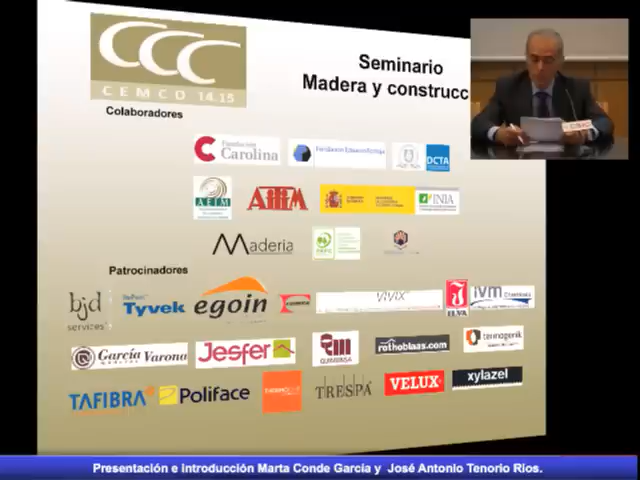 CCC
CEMCO 14.15
Seminario
Madera y construcc
Colaboradores
Fundación Carolina
DCTA
AEIM
AITIM
INIA
Maderia
Patrocinadores
bjd services
Tyvek
egoin
VIVIX
ELVA
ivm
García Varona
Jesfer
rothoblaas.com
TAFIBRA
Poliface
TRESPA
VELUX
xylazel
Presentación e introducción Marta Conde García y José Antonio Tenorio Ríos.